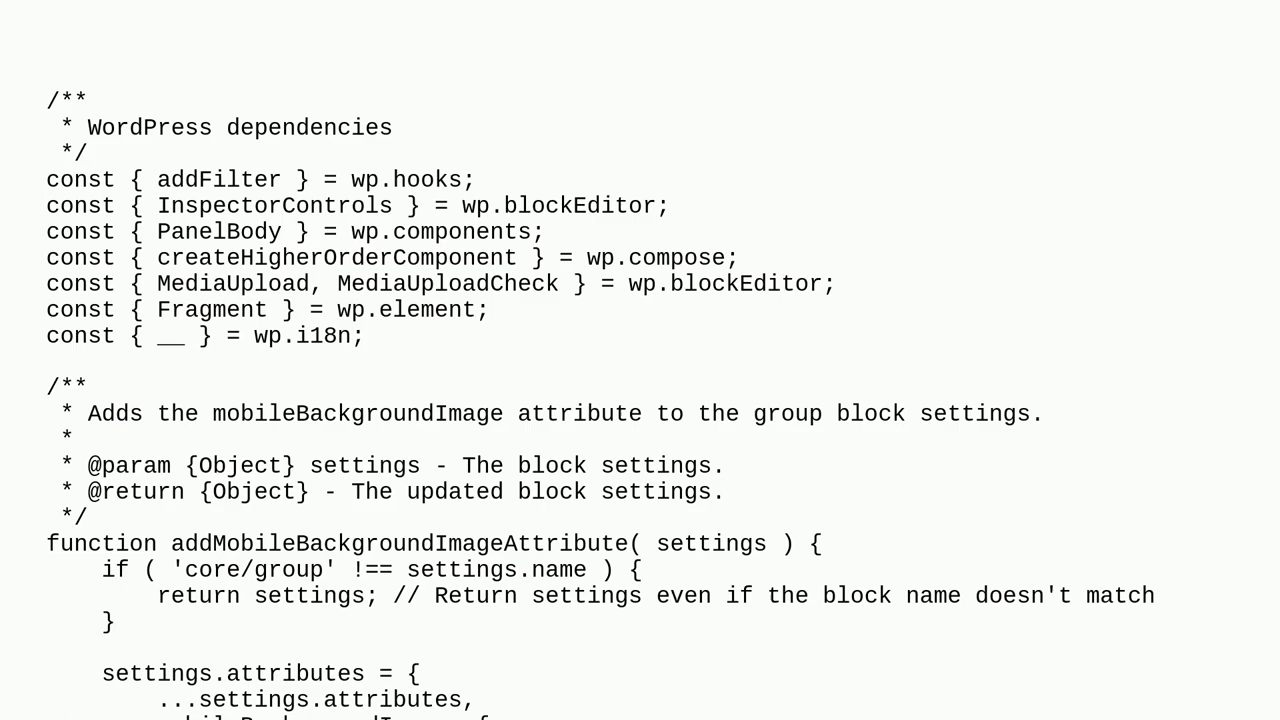 /**
 * WordPress dependencies
 */
const { addFilter } = wp.hooks;
const { InspectorControls } = wp.blockEditor;
const { PanelBody } = wp.components;
const { createHigherOrderComponent } = wp.compose;
const { MediaUpload, MediaUploadCheck } = wp.blockEditor;
const { Fragment } = wp.element;
const { __ } = wp.i18n;

/**
 * Adds the mobileBackgroundImage attribute to the group block settings.
 *
 * @param {Object} settings - The block settings.
 * @return {Object} - The updated block settings.
 */
function addMobileBackgroundImageAttribute( settings ) {
    if ( 'core/group' !== settings.name ) {
        return settings; // Return settings even if the block name doesn't match
    }

    settings.attributes = {
        ...settings.attributes,